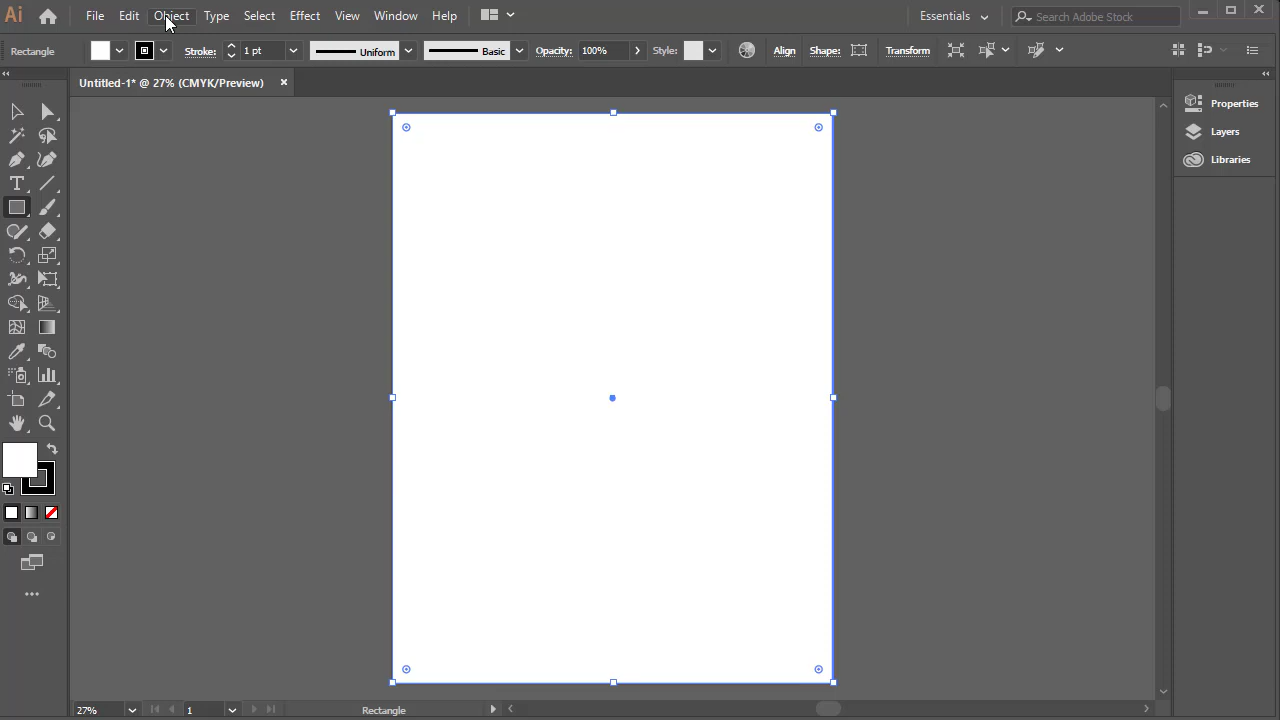 Ai File Edit Object Type Select Effect View Window Help Essentials Search Adobe Stock
Rectangle Stroke: 1 pt Uniform Basic Opacity: 100% Style: Align Shape: Transform
Untitled-1* @ 27% (CMYK/Preview)
Properties
Layers
Libraries
T
27% 1 Rectangle